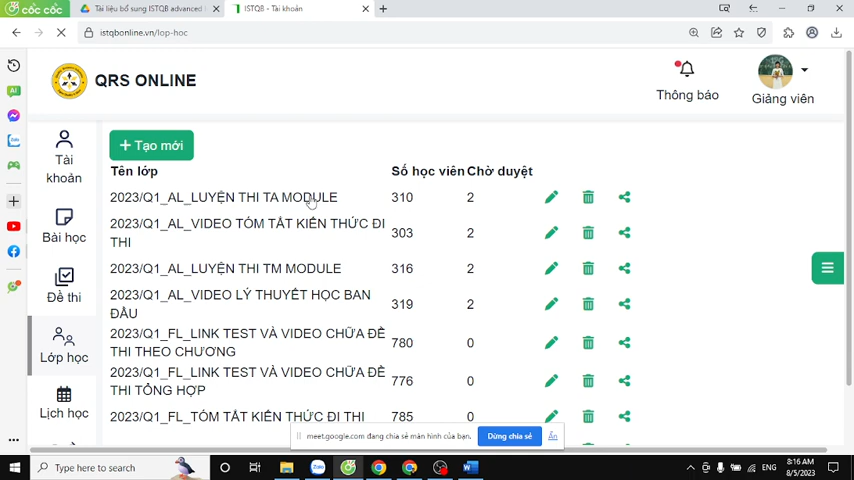 cốc cốc
Tài liệu bổ sung ISTQB advanced
ISTQB - Tài khoản
istqbonline.vn/lop-hoc
QRS ONLINE
Thông báo
Giảng viên
Tài khoản
Bài học
Đề thi
Lớp học
Lịch học
+ Tạo mới
Tên lớp Số học viên Chờ duyệt
2023/Q1_AL_LUYỆN THI TA MODULE 310 2
2023/Q1_AL_VIDEO TÓM TẮT KIẾN THỨC ĐI
THI 303 2
2023/Q1_AL_LUYỆN THI TM MODULE 316 2
2023/Q1_AL_VIDEO LÝ THUYẾT HỌC BAN
ĐẦU 319 2
2023/Q1_FL_LINK TEST VÀ VIDEO CHỮA ĐỀ
THI THEO CHƯƠNG 780 0
2023/Q1_FL_LINK TEST VÀ VIDEO CHỮA ĐỀ
THI TỔNG HỢP 776 0
2023/Q1_FL_TÓM TẮT KIẾN THỨC ĐI THI 785 0
meet.google.com đang chia sẻ màn hình của bạn. Dừng chia sẻ Ẩn
Type here to search
ENG
8:16 AM
8/5/2023